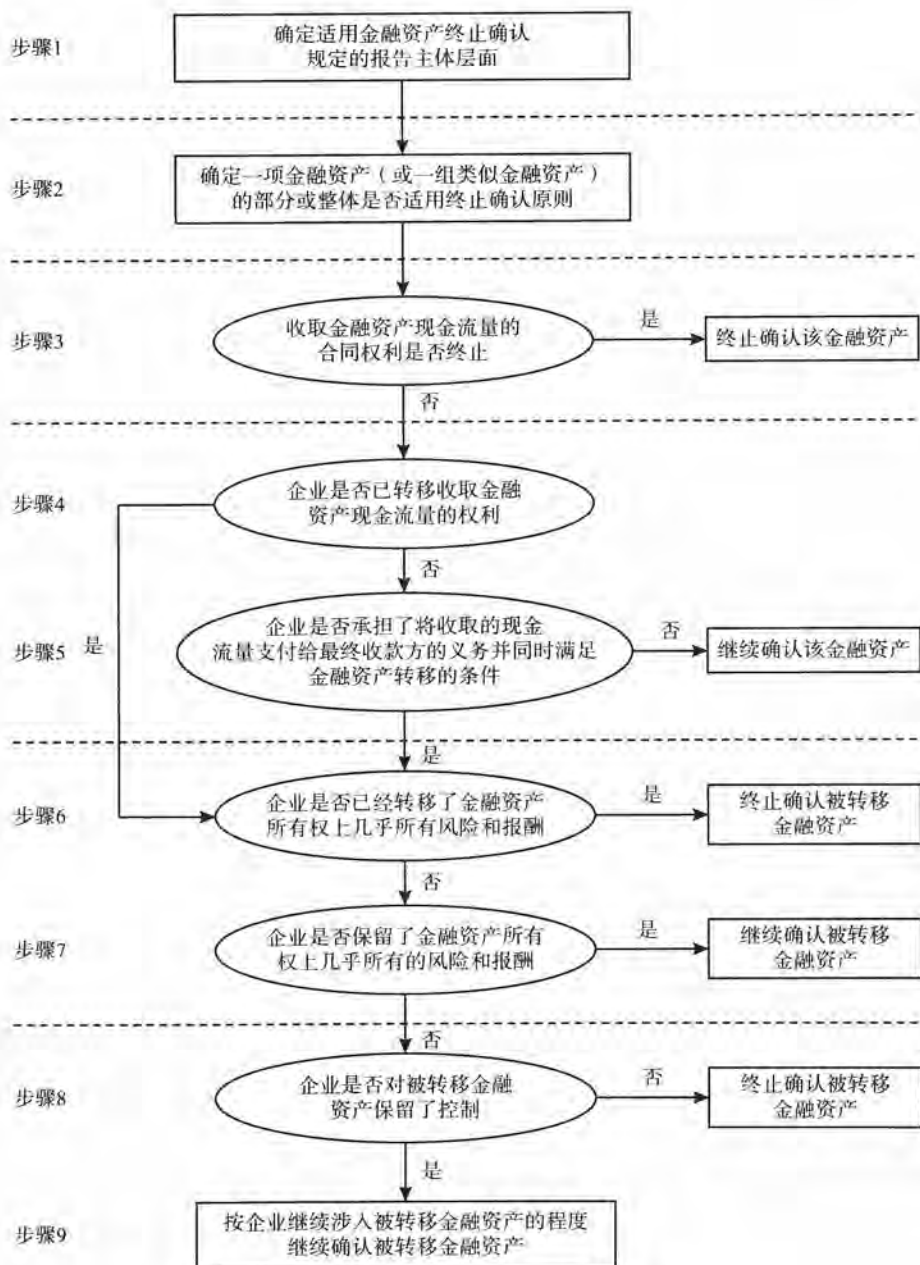 步骤1
确定适用金融资产终止确认
规定的报告主体层面
步骤2
确定一项金融资产（或一组类似金融资产）
的部分或整体是否适用终止确认原则
步骤3
收取金融资产现金流量的
合同权利是否终止
是
终止确认该金融资产
否
步骤4
企业是否已转移收取金融
资产现金流量的权利
否
是
步骤5
企业是否承担了将收取的现金
流量支付给最终收款方的义务并同时满足
金融资产转移的条件
否
继续确认该金融资产
是
步骤6
企业是否已经转移了金融资产
所有权上几乎所有风险和报酬
是
终止确认被转移
金融资产
否
步骤7
企业是否保留了金融资产所有
权上几乎所有的风险和报酬
是
继续确认被转移
金融资产
否
步骤8
企业是否对被转移金融
资产保留了控制
否
终止确认被转移
金融资产
是
步骤9
按企业继续涉入被转移金融资产的程度
继续确认被转移金融资产